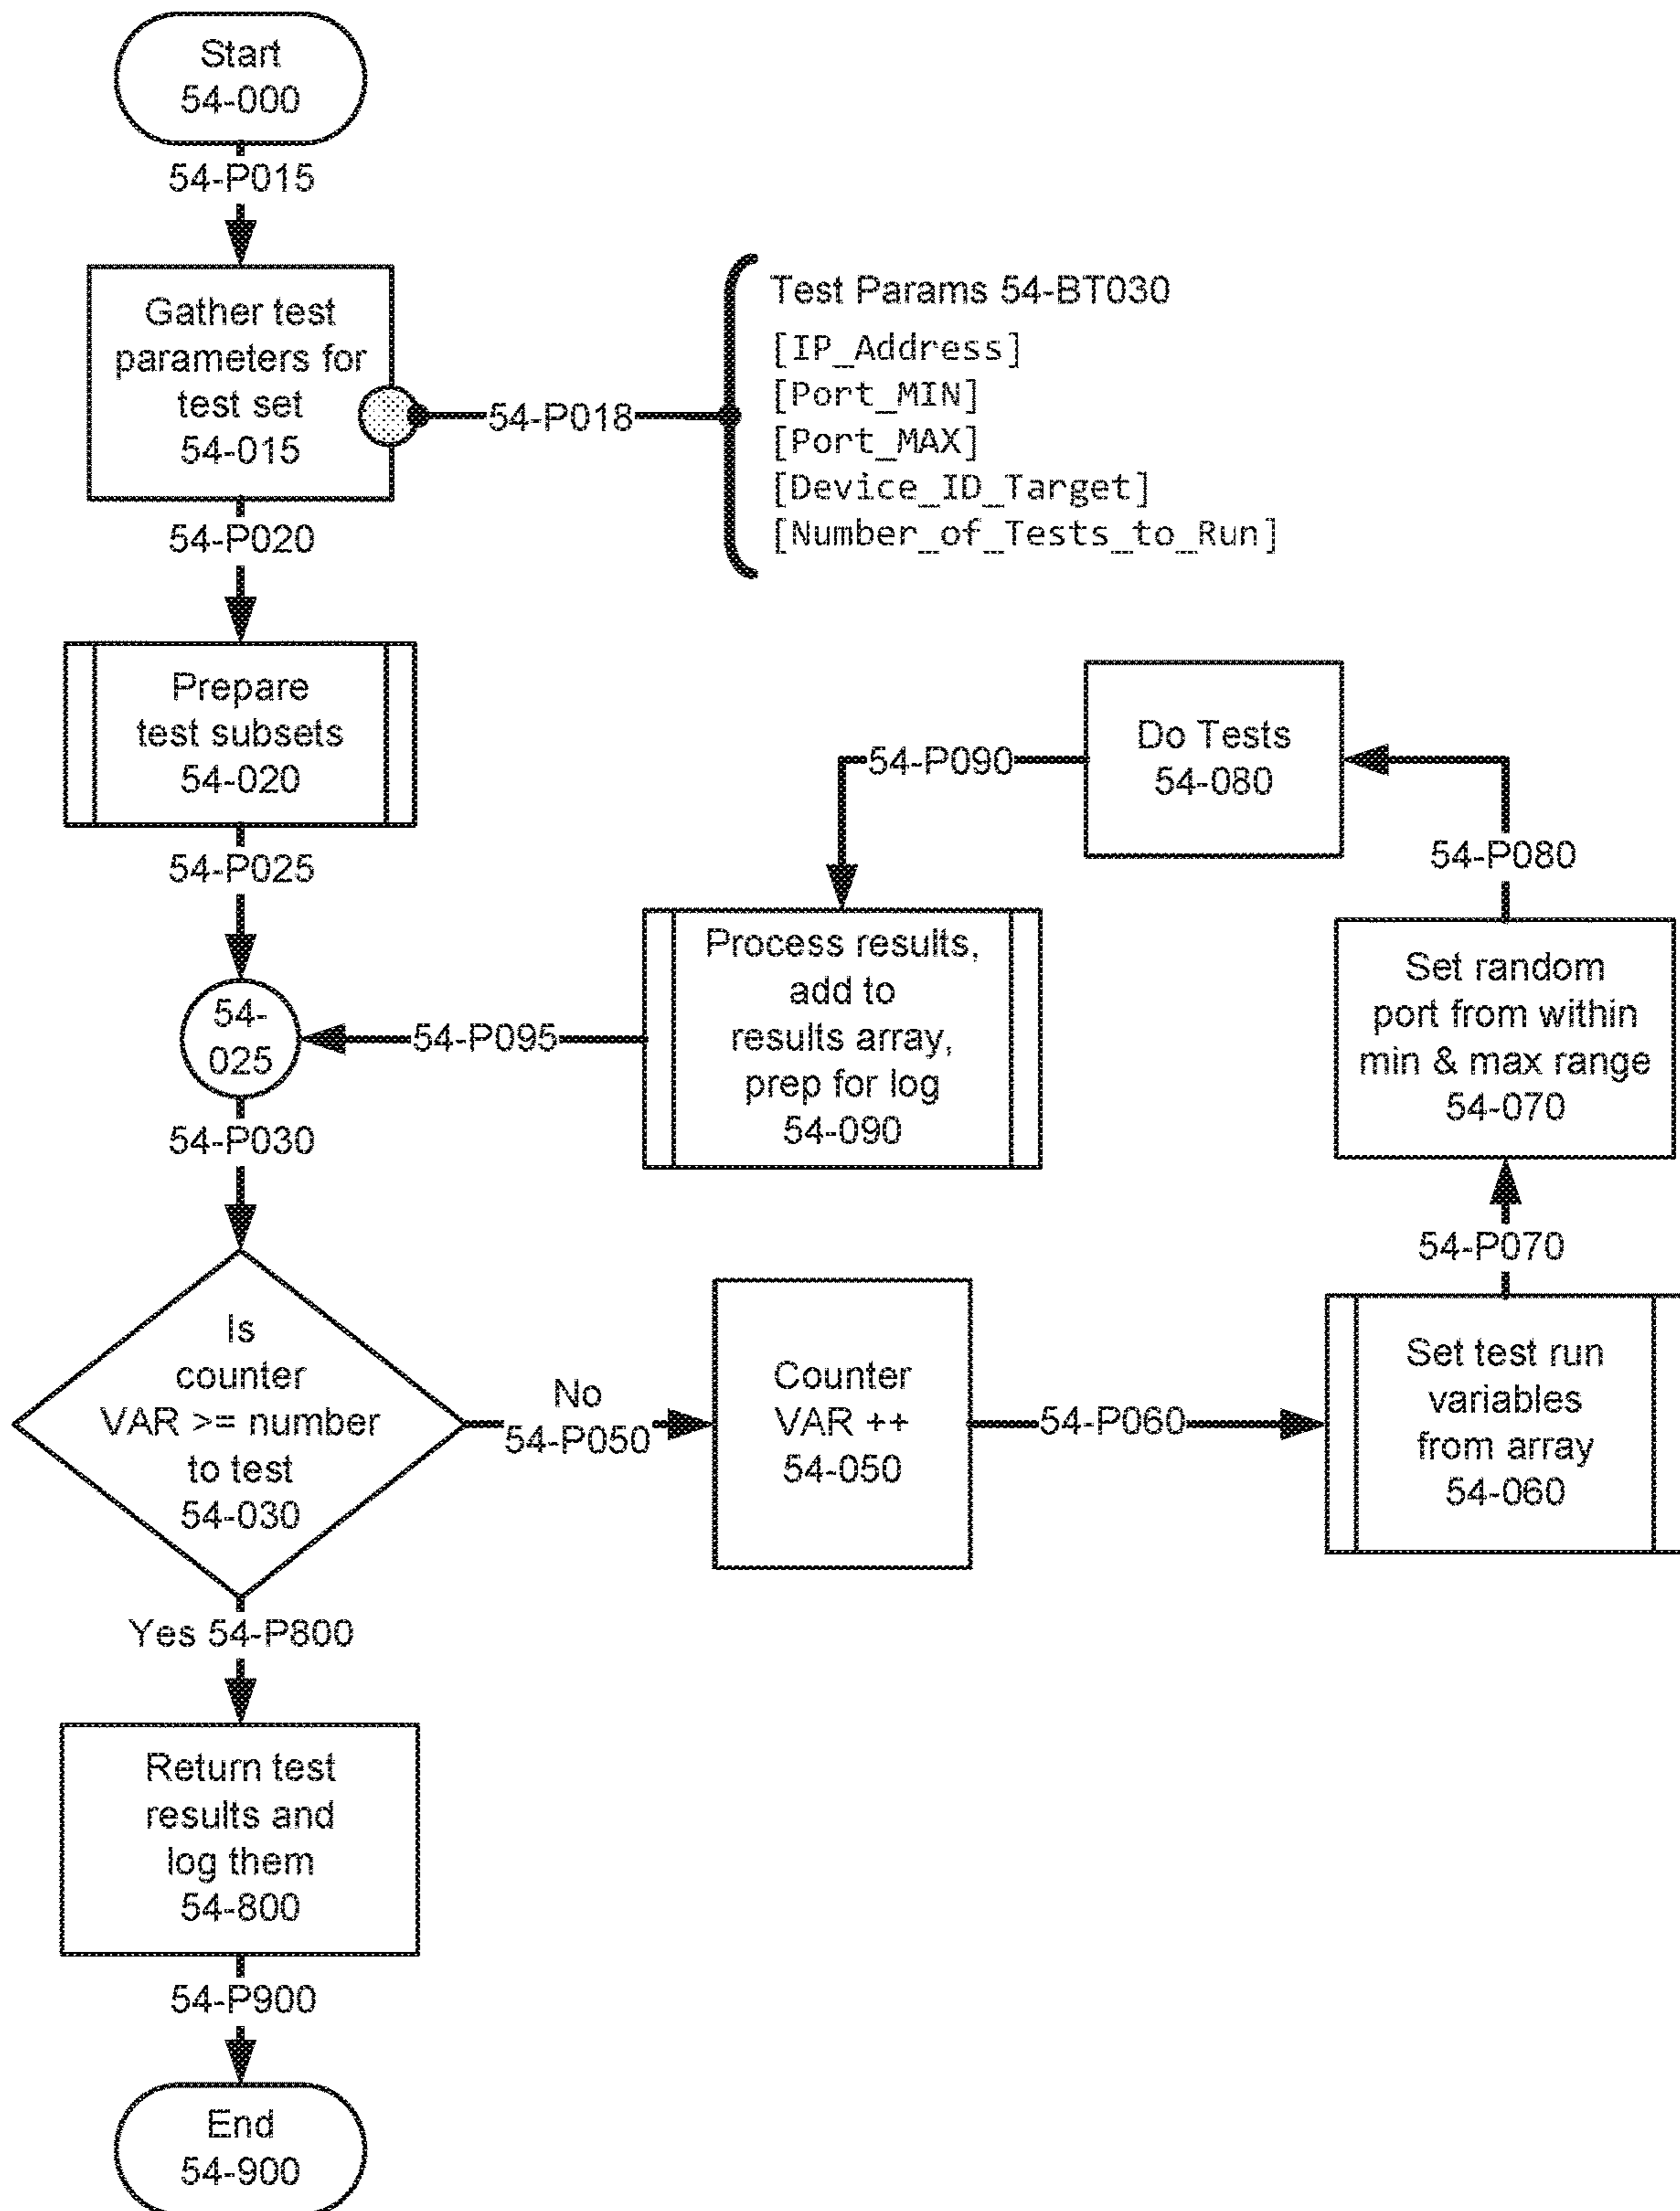 Start
54-000
54-P015
Gather test
parameters for
test set
54-015
54-P018
Test Params 54-BT030
[IP_Address]
[Port_MIN]
[Port_MAX]
[Device_ID_Target]
[Number_of_Tests_to_Run]
54-P020
Prepare
test subsets
54-020
54-P025
54-
025
54-P030
Is
counter
VAR >= number
to test
54-030
No
54-P050
Counter
VAR ++
54-050
54-P060
Set test run
variables
from array
54-060
54-P070
Set random
port from within
min & max range
54-070
54-P080
Do Tests
54-080
54-P090
Process results,
add to
results array,
prep for log
54-090
54-P095
Yes 54-P800
Return test
results and
log them
54-800
54-P900
End
54-900